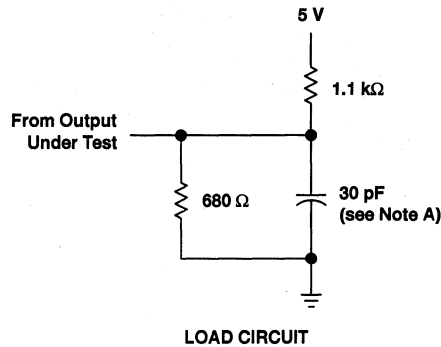 5 V
1.1 kΩ
From Output
Under Test
680 Ω
30 pF
(see Note A)
LOAD CIRCUIT